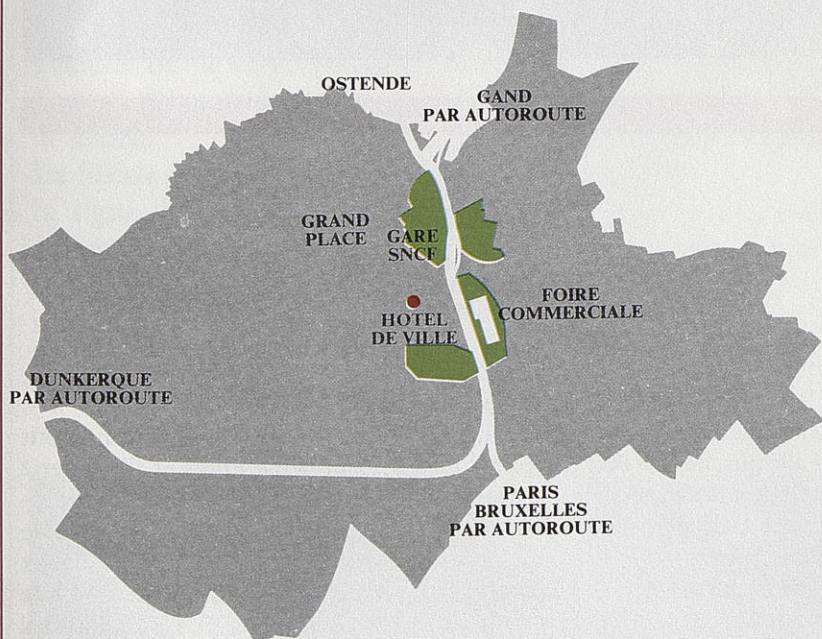 OSTENDE
GAND
PAR AUTOROUTE
GRAND
PLACE
GARE
SNCF
FOIRE
COMMERCIALE
HOTEL
DE VILLE
DUNKERQUE
PAR AUTOROUTE
PARIS
BRUXELLES
PAR AUTOROUTE